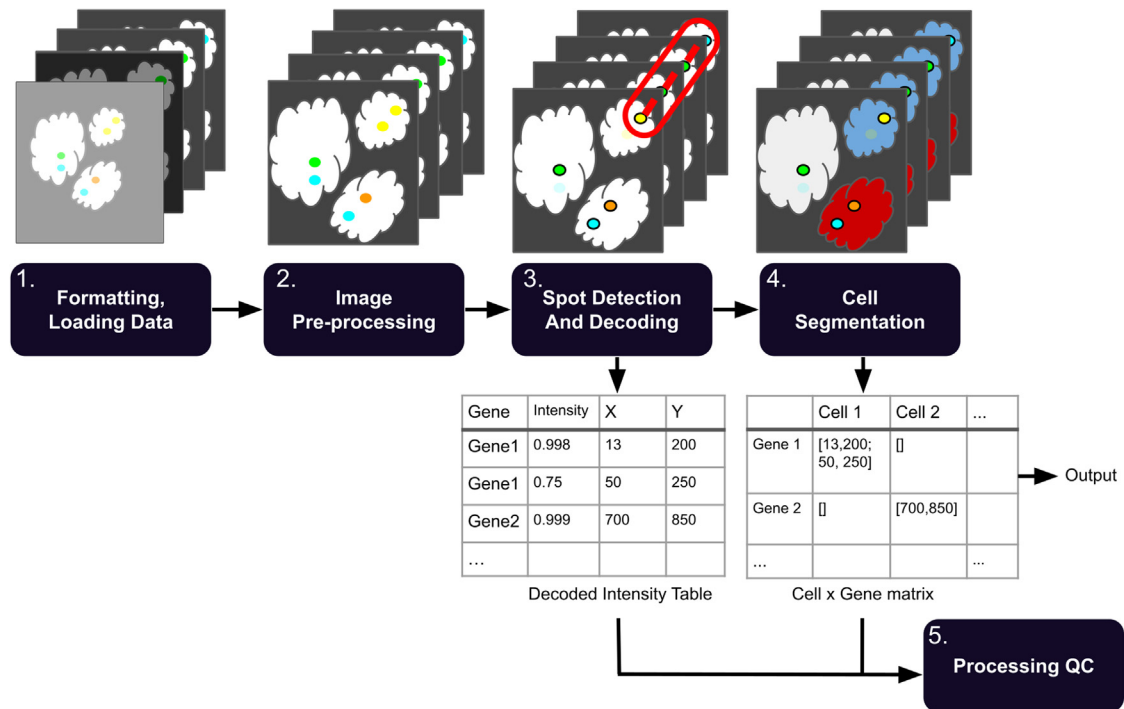 1.
Formatting,
Loading Data
2.
Image
Pre-processing
3.
Spot Detection
And Decoding
4.
Cell
Segmentation
Gene Intensity X Y
Gene1 0.998 13 200
Gene1 0.75 50 250
Gene2 0.999 700 850
...
Decoded Intensity Table
Cell 1 Cell 2 ...
Gene 1 [13,200; []
50, 250]
Gene 2 [] [700,850]
... ...
Cell x Gene matrix
Output
5.
Processing QC